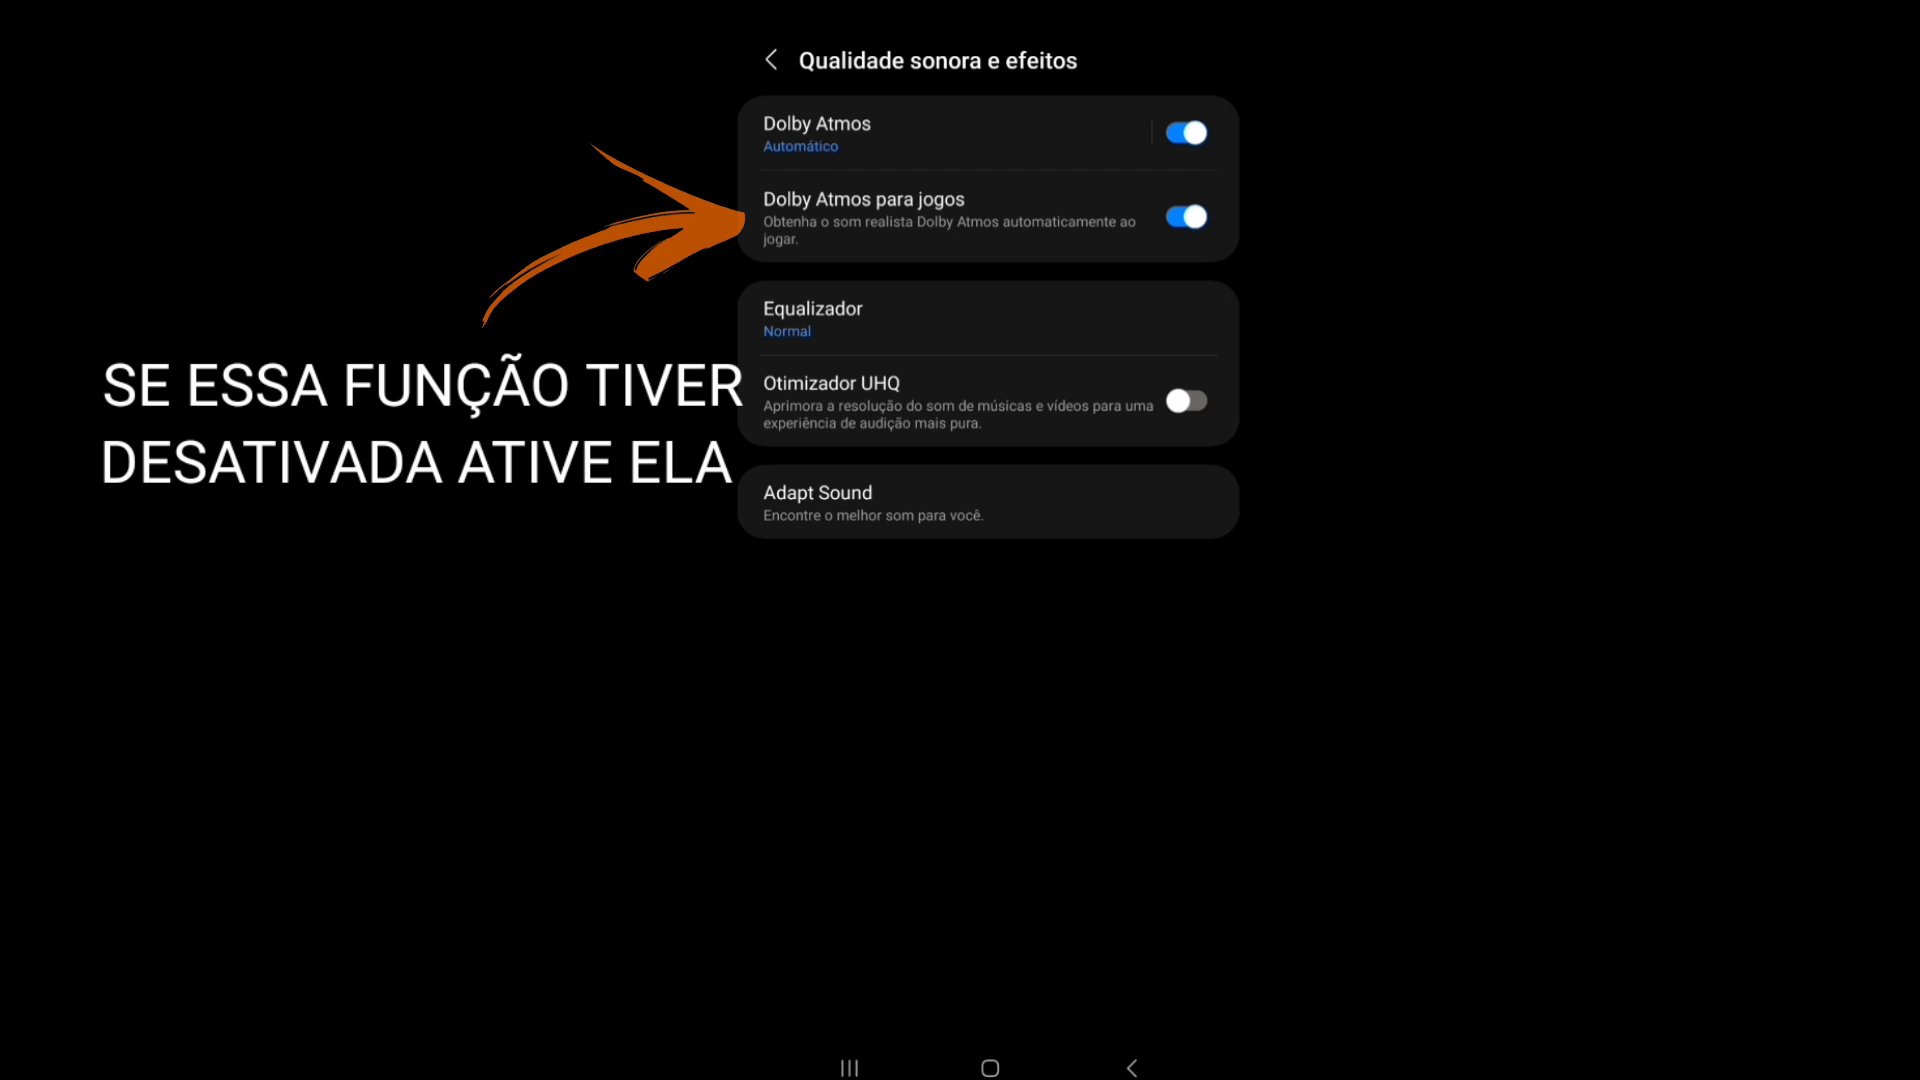 Qualidade sonora e efeitos
Dolby Atmos
Automático
Dolby Atmos para jogos
Obtenha o som realista Dolby Atmos automaticamente ao
jogar.
Equalizador
Normal
SE ESSA FUNÇÃO TIVER
DESATIVADA ATIVE ELA
Otimizador UHQ
Aprimora a resolução do som de músicas e vídeos para uma
experiência de audição mais pura.
Adapt Sound
Encontre o melhor som para você.